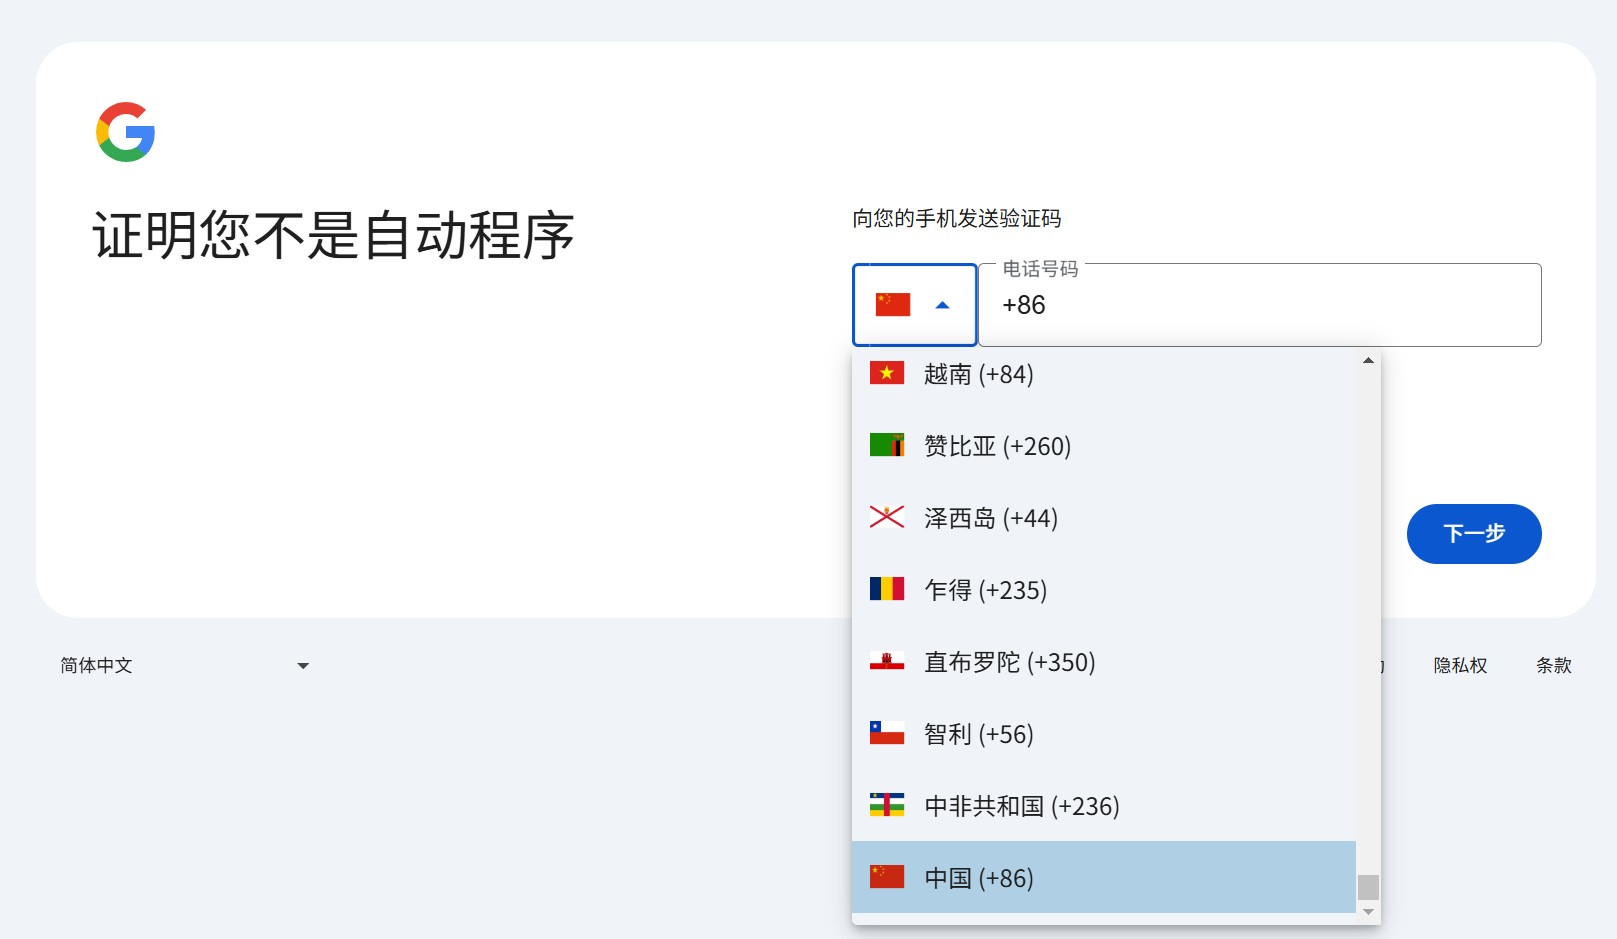 证明您不是自动程序
向您的手机发送验证码
电话号码
+86
越南 (+84)
赞比亚 (+260)
泽西岛 (+44)
乍得 (+235)
直布罗陀 (+350)
智利 (+56)
中非共和国 (+236)
中国 (+86)
下一步
简体中文
隐私权
条款